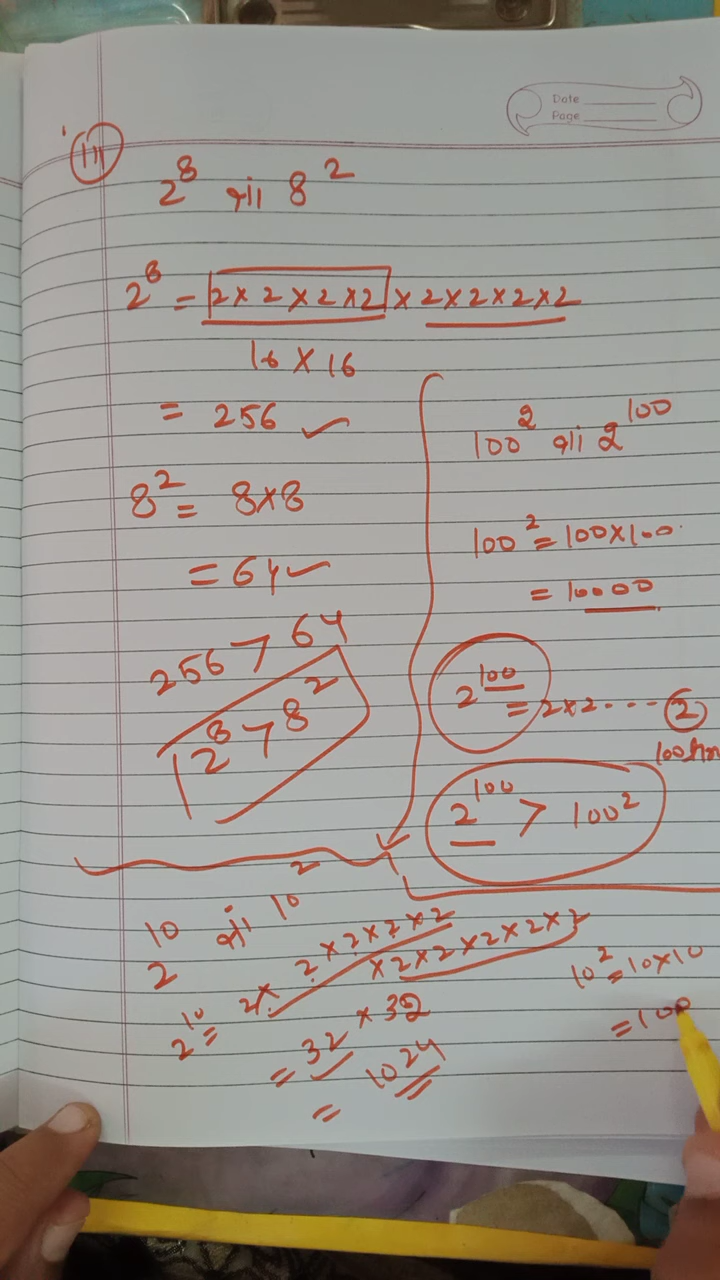 Date
Page
iii
2⁸ ਜਾਂ 8²
2⁸ = 2 × 2 × 2 × 2 × 2 × 2 × 2 × 2
16 × 16
= 256 ✓
8² = 8×8
= 64 ✓
256 > 64
2⁸ > 8²
100² ਜਾਂ 2¹⁰⁰
100² = 100×100
= 10000
2¹⁰⁰ = 2×2.... 2
2¹⁰⁰ > 100²
2¹⁰ ਜਾਂ 10²
2¹⁰ = 2 × 2 × 2 × 2 × 2
× 2 × 2 × 2 × 2 × 2
= 32 × 32
= 1024
10² = 10×10
= 100